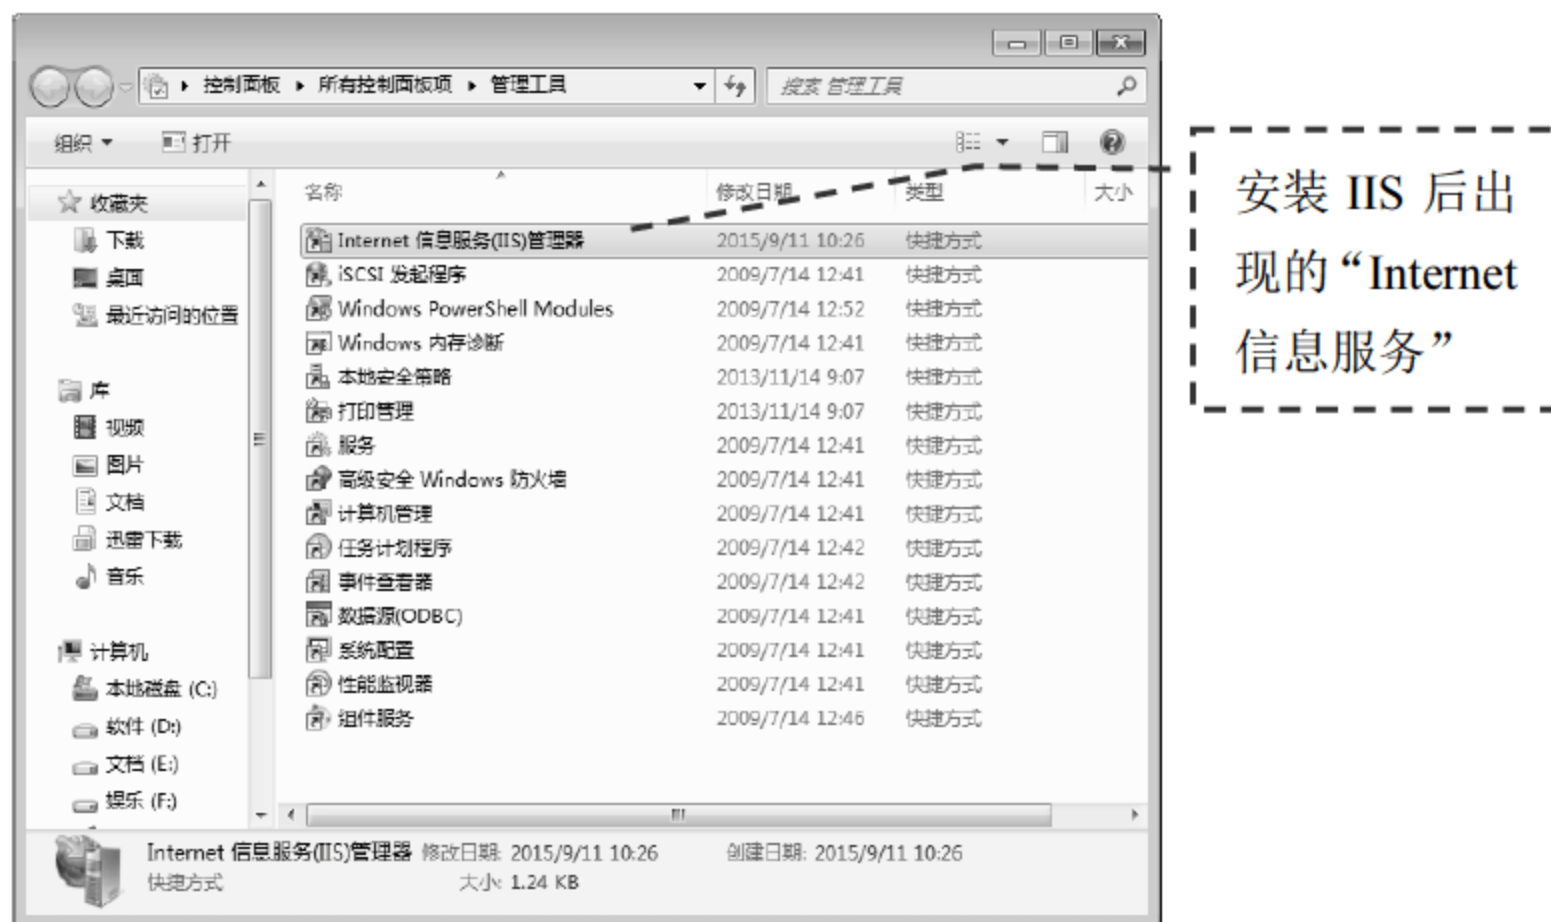 控制面板 ▸ 所有控制面板项 ▸ 管理工具
搜索 管理工具
组织 打开
名称 修改日期 类型 大小
收藏夹
下载
桌面
最近访问的位置
库
视频
图片
文档
迅雷下载
音乐
计算机
本地磁盘 (C:)
软件 (D:)
文档 (E:)
娱乐 (F:)
Internet 信息服务(IIS)管理器 2015/9/11 10:26 快捷方式
iSCSI 发起程序 2009/7/14 12:41 快捷方式
Windows PowerShell Modules 2009/7/14 12:52 快捷方式
Windows 内存诊断 2009/7/14 12:41 快捷方式
本地安全策略 2013/11/14 9:07 快捷方式
打印管理 2013/11/14 9:07 快捷方式
服务 2009/7/14 12:41 快捷方式
高级安全 Windows 防火墙 2009/7/14 12:41 快捷方式
计算机管理 2009/7/14 12:41 快捷方式
任务计划程序 2009/7/14 12:42 快捷方式
事件查看器 2009/7/14 12:42 快捷方式
数据源(ODBC) 2009/7/14 12:41 快捷方式
系统配置 2009/7/14 12:41 快捷方式
性能监视器 2009/7/14 12:41 快捷方式
组件服务 2009/7/14 12:46 快捷方式
Internet 信息服务(IIS)管理器 修改日期: 2015/9/11 10:26 创建日期: 2015/9/11 10:26
快捷方式 大小: 1.24 KB
安装 IIS 后出
现的“Internet
信息服务”